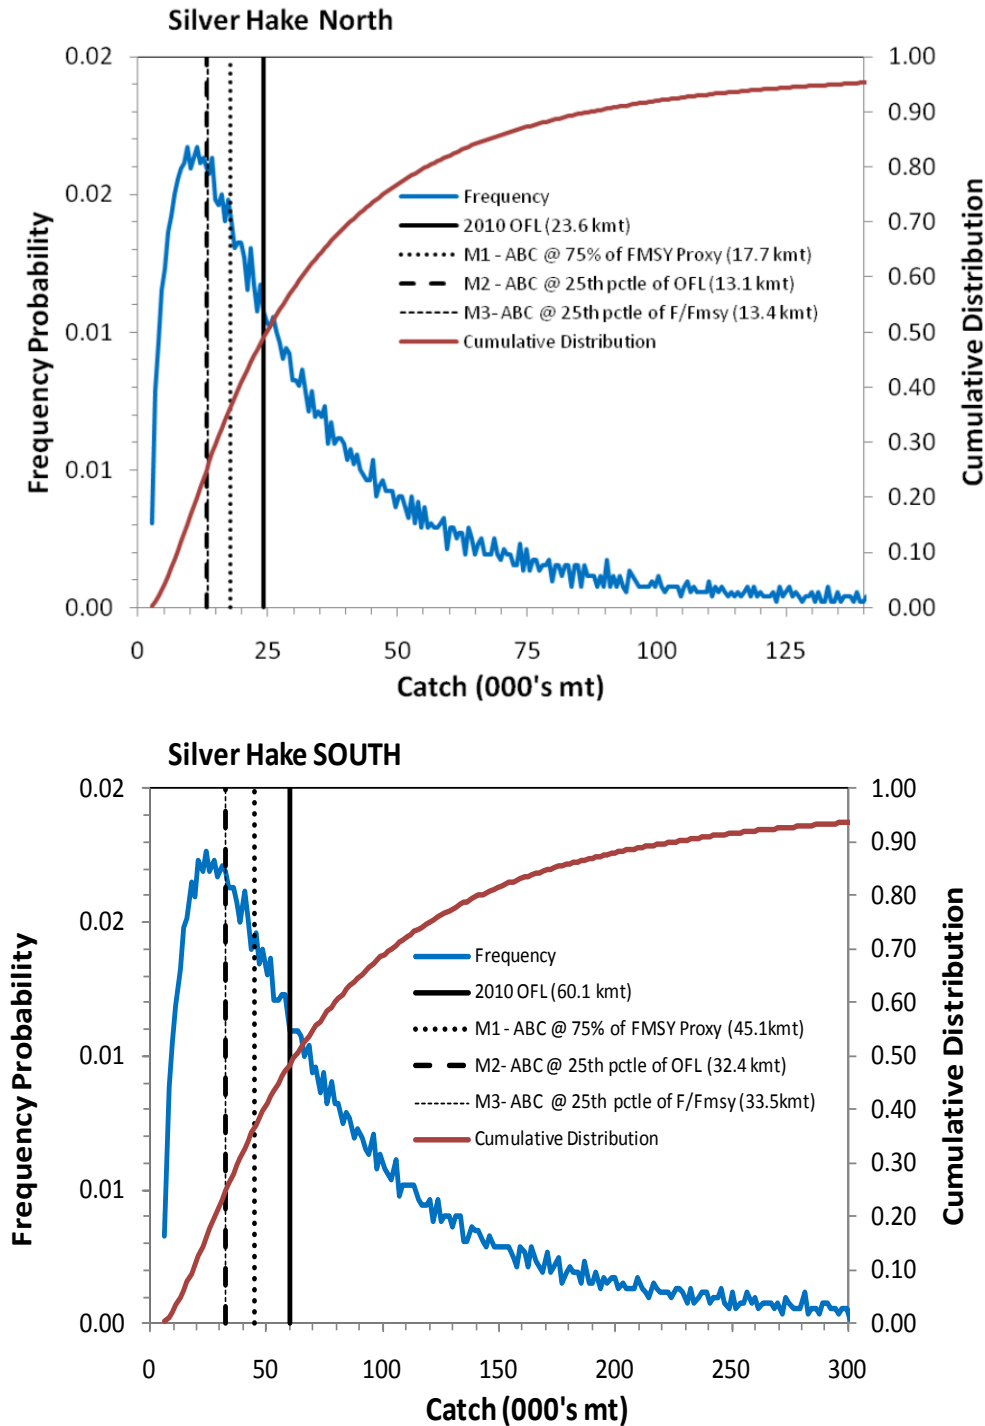 Silver Hake North
0.02
0.02
0.01
0.01
0.00
Frequency Probability
1.00
0.90
0.80
0.70
0.60
0.50
0.40
0.30
0.20
0.10
0.00
Cumulative Distribution
Frequency
2010 OFL (23.6 kmt)
M1 - ABC @ 75% of FMSY Proxy (17.7 kmt)
M2 - ABC @ 25th pctle of OFL (13.1 kmt)
M3- ABC @ 25th pctle of F/Fmsy (13.4 kmt)
Cumulative Distribution
0 25 50 75 100 125
Catch (000's mt)
Silver Hake SOUTH
0.02
0.02
0.01
0.01
0.00
Frequency Probability
1.00
0.90
0.80
0.70
0.60
0.50
0.40
0.30
0.20
0.10
0.00
Cumulative Distribution
Frequency
2010 OFL (60.1 kmt)
M1 - ABC @ 75% of FMSY Proxy (45.1kmt)
M2- ABC @ 25th pctle of OFL (32.4 kmt)
M3- ABC @ 25th pctle of F/Fmsy (33.5kmt)
Cumulative Distribution
0 50 100 150 200 250 300
Catch (000's mt)